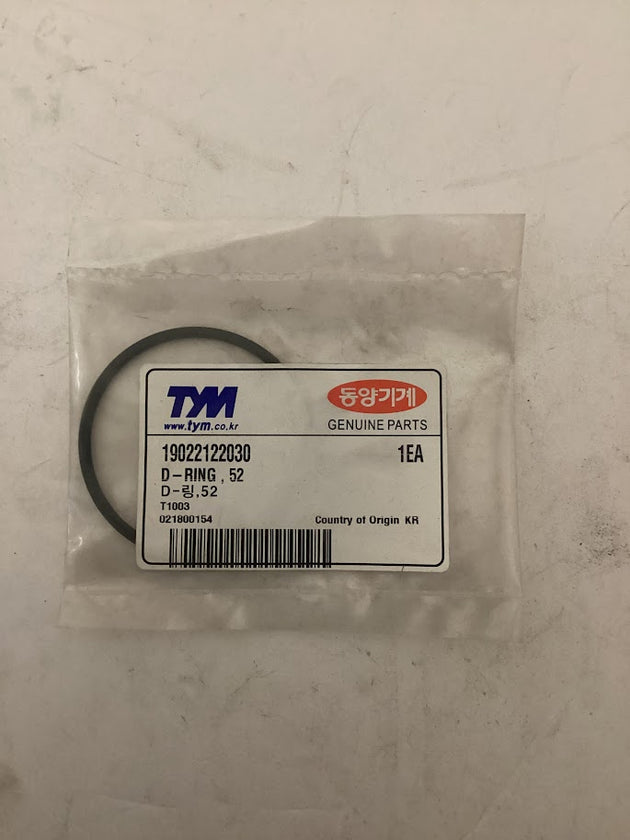 TYM
www.tym.co.kr
동양기계
GENUINE PARTS
19022122030 1EA
D-RING , 52
D-링,52
T1003
021800154 Country of Origin KR